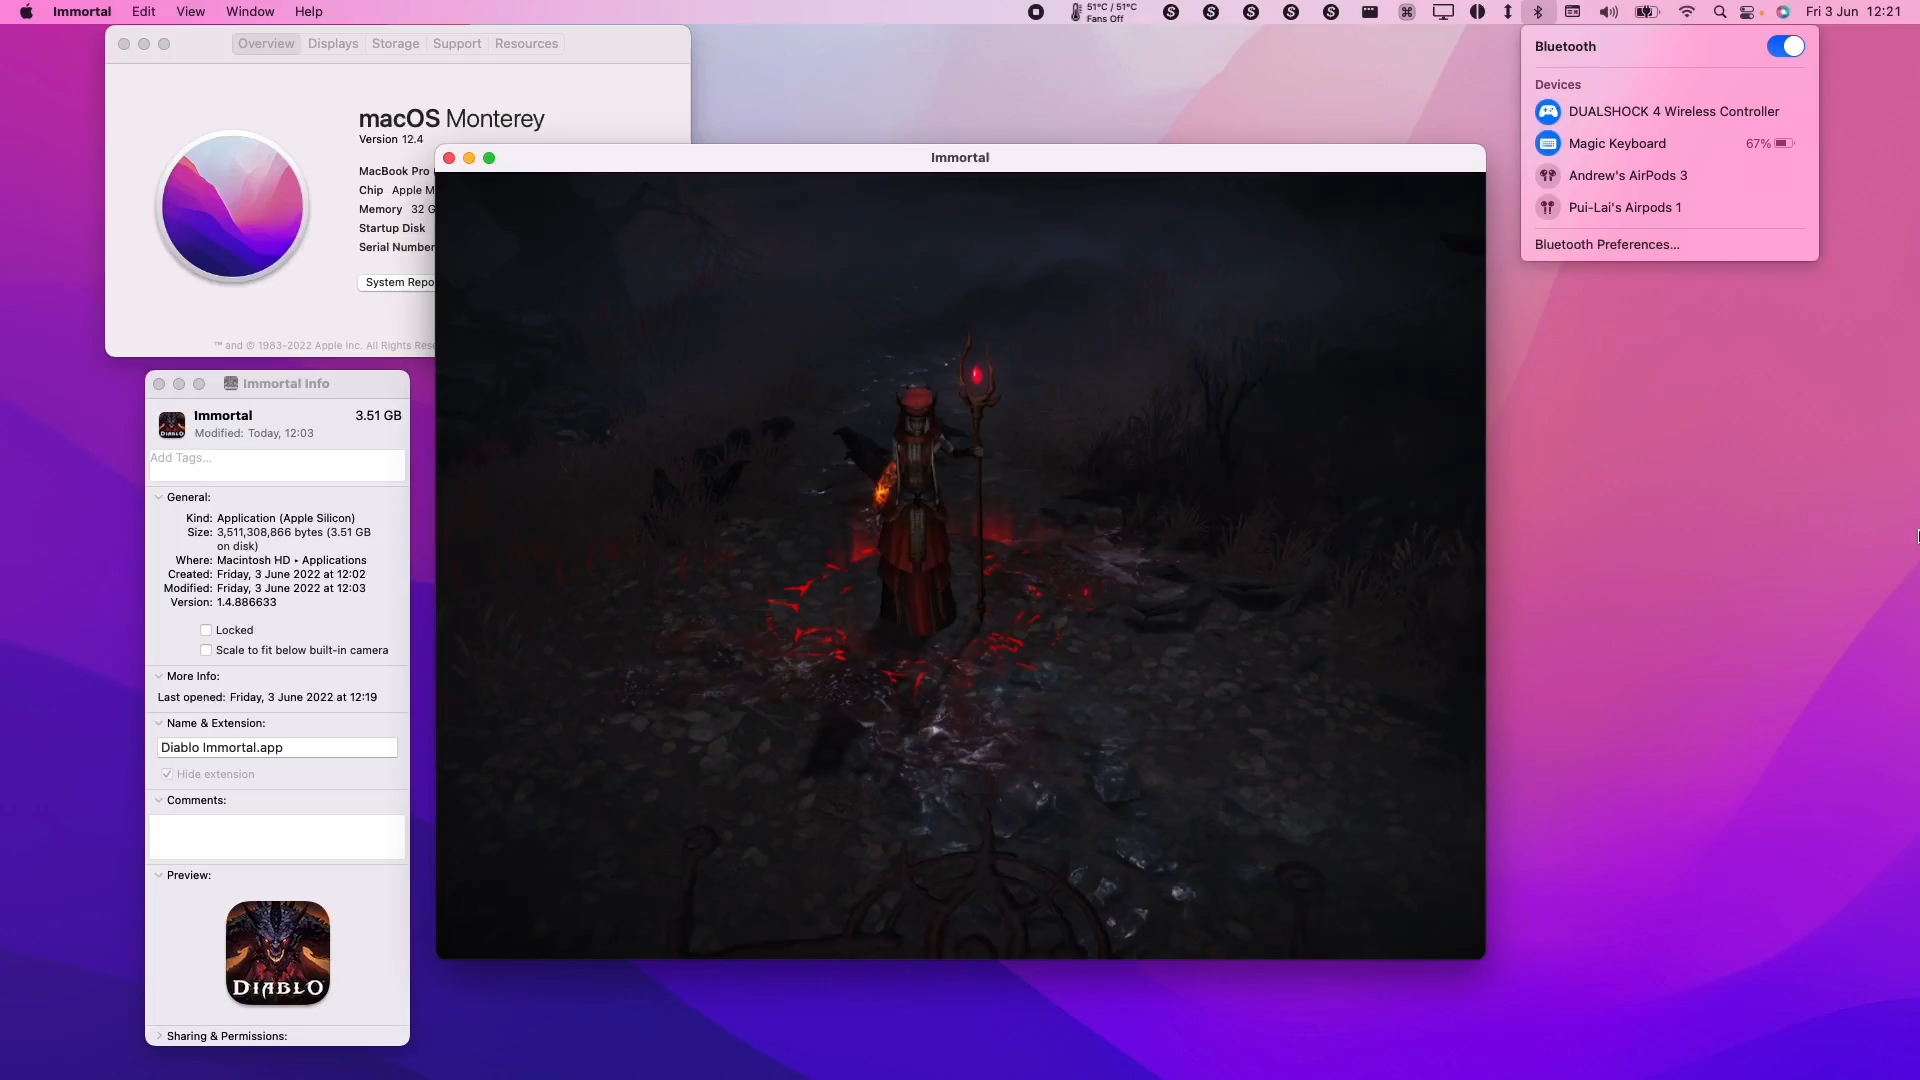 Immortal Edit View Window Help
51°C / 51°C
Fans Off
Fri 3 Jun 12:21
Overview Displays Storage Support Resources
macOS Monterey
Version 12.4
MacBook Pro
Chip Apple M
Memory 32 G
Startup Disk
Serial Number
System Repo
™ and © 1983-2022 Apple Inc. All Rights Rese
Immortal
Bluetooth
Devices
DUALSHOCK 4 Wireless Controller
Magic Keyboard 67%
Andrew's AirPods 3
Pui-Lai's Airpods 1
Bluetooth Preferences...
Immortal Info
Immortal 3.51 GB
Modified: Today, 12:03
Add Tags...
General:
Kind: Application (Apple Silicon)
Size: 3,511,308,866 bytes (3.51 GB
on disk)
Where: Macintosh HD ‣ Applications
Created: Friday, 3 June 2022 at 12:02
Modified: Friday, 3 June 2022 at 12:03
Version: 1.4.886633
Locked
Scale to fit below built-in camera
More Info:
Last opened: Friday, 3 June 2022 at 12:19
Name & Extension:
Diablo Immortal.app
Hide extension
Comments:
Preview:
DIABLO
Sharing & Permissions: